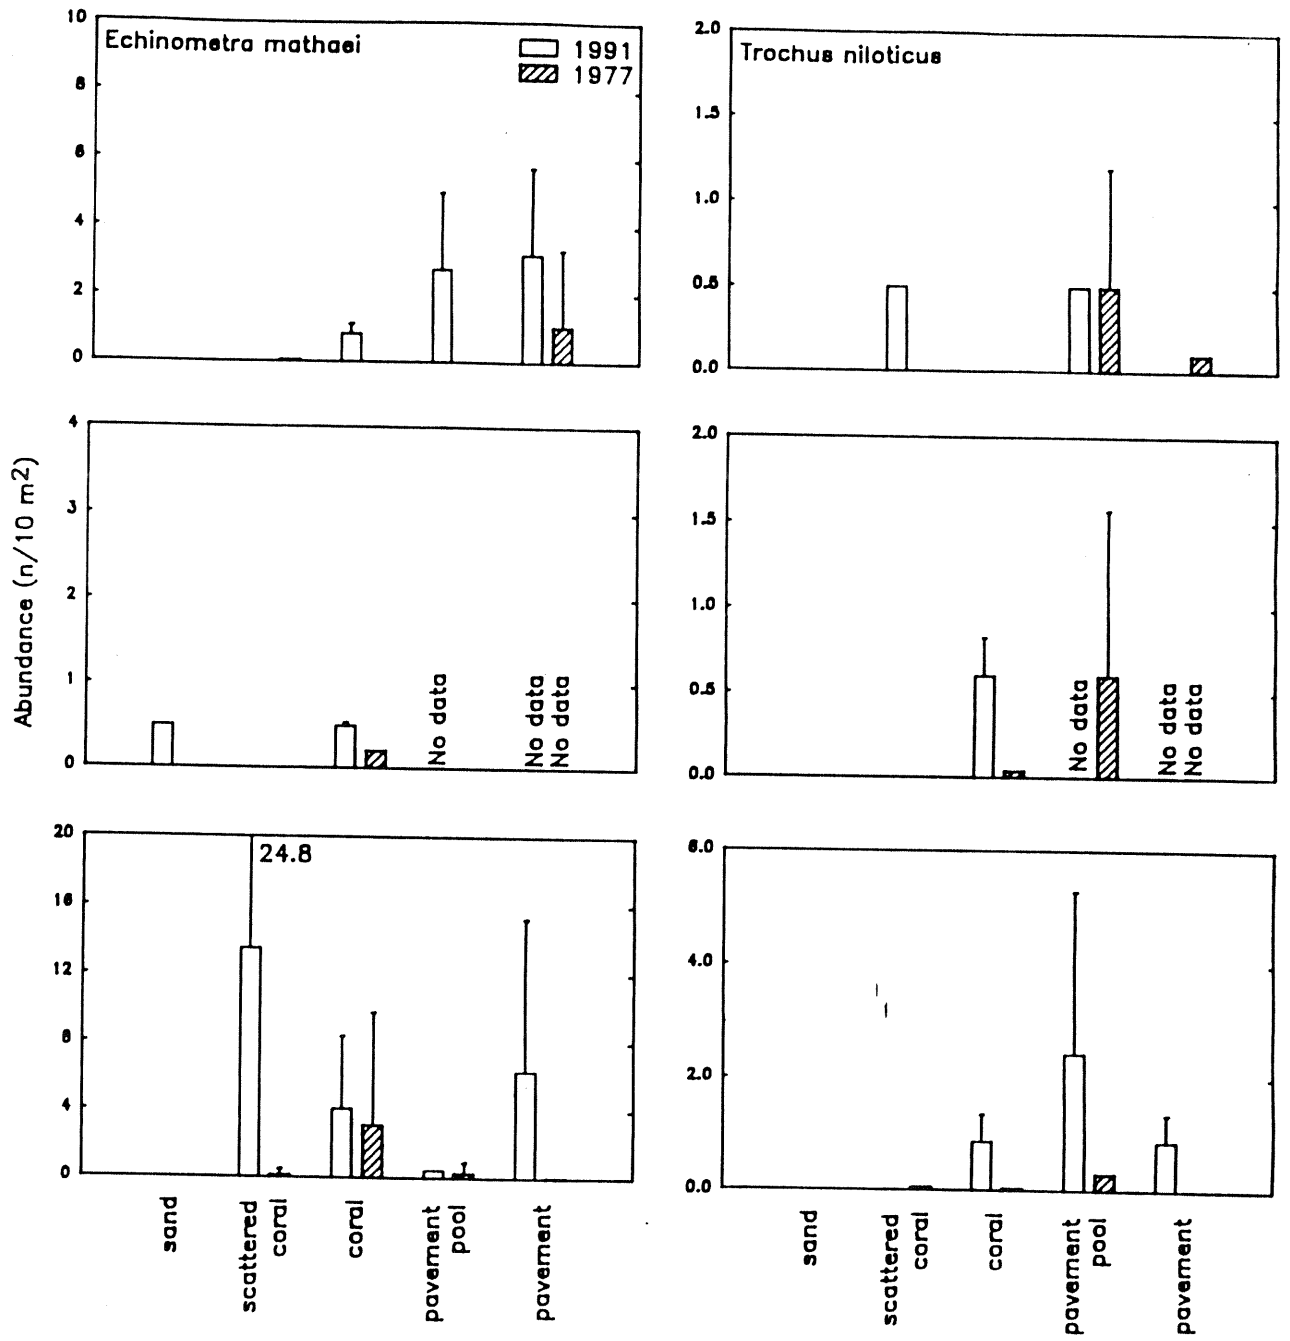 Echinometra mathaei
1991
1977
10
8
6
4
2
0
Trochus niloticus
2.0
1.5
1.0
0.5
0.0
Abundance (n/10 m2)
4
3
2
1
0
No data
No data
No data
2.0
1.5
1.0
0.5
0.0
No data
No data
No data
20
16
12
8
4
0
24.8
sand
scattered
coral
coral
pavement
pool
pavement
6.0
4.0
2.0
0.0
sand
scattered
coral
coral
pavement
pool
pavement